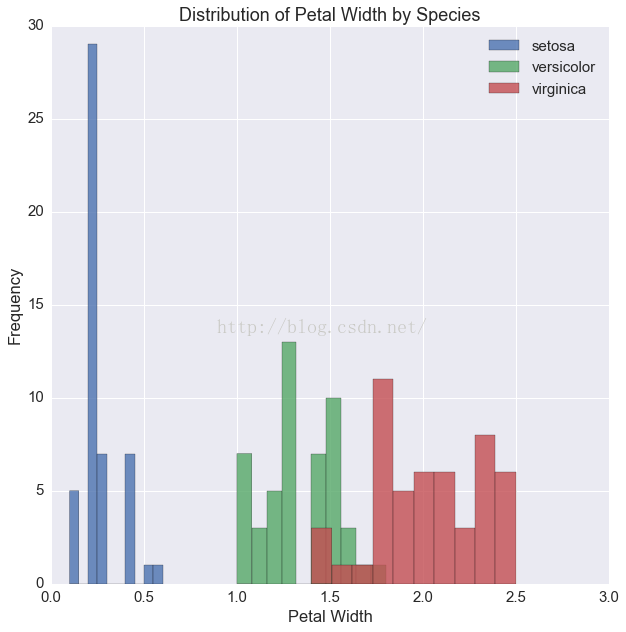 Distribution of Petal Width by Species
30
25
20
15
10
5
0
Frequency
setosa
versicolor
virginica
http://blog.csdn.net/
0.0 0.5 1.0 1.5 2.0 2.5 3.0
Petal Width